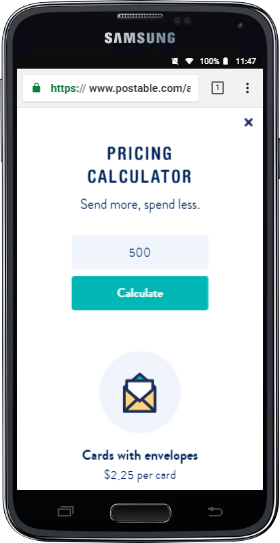 SAMSUNG
100% 11:47
https:// www.postable.com/a
1
×
PRICING
CALCULATOR
Send more, spend less.
500
Calculate
Cards with envelopes
$2.25 per card